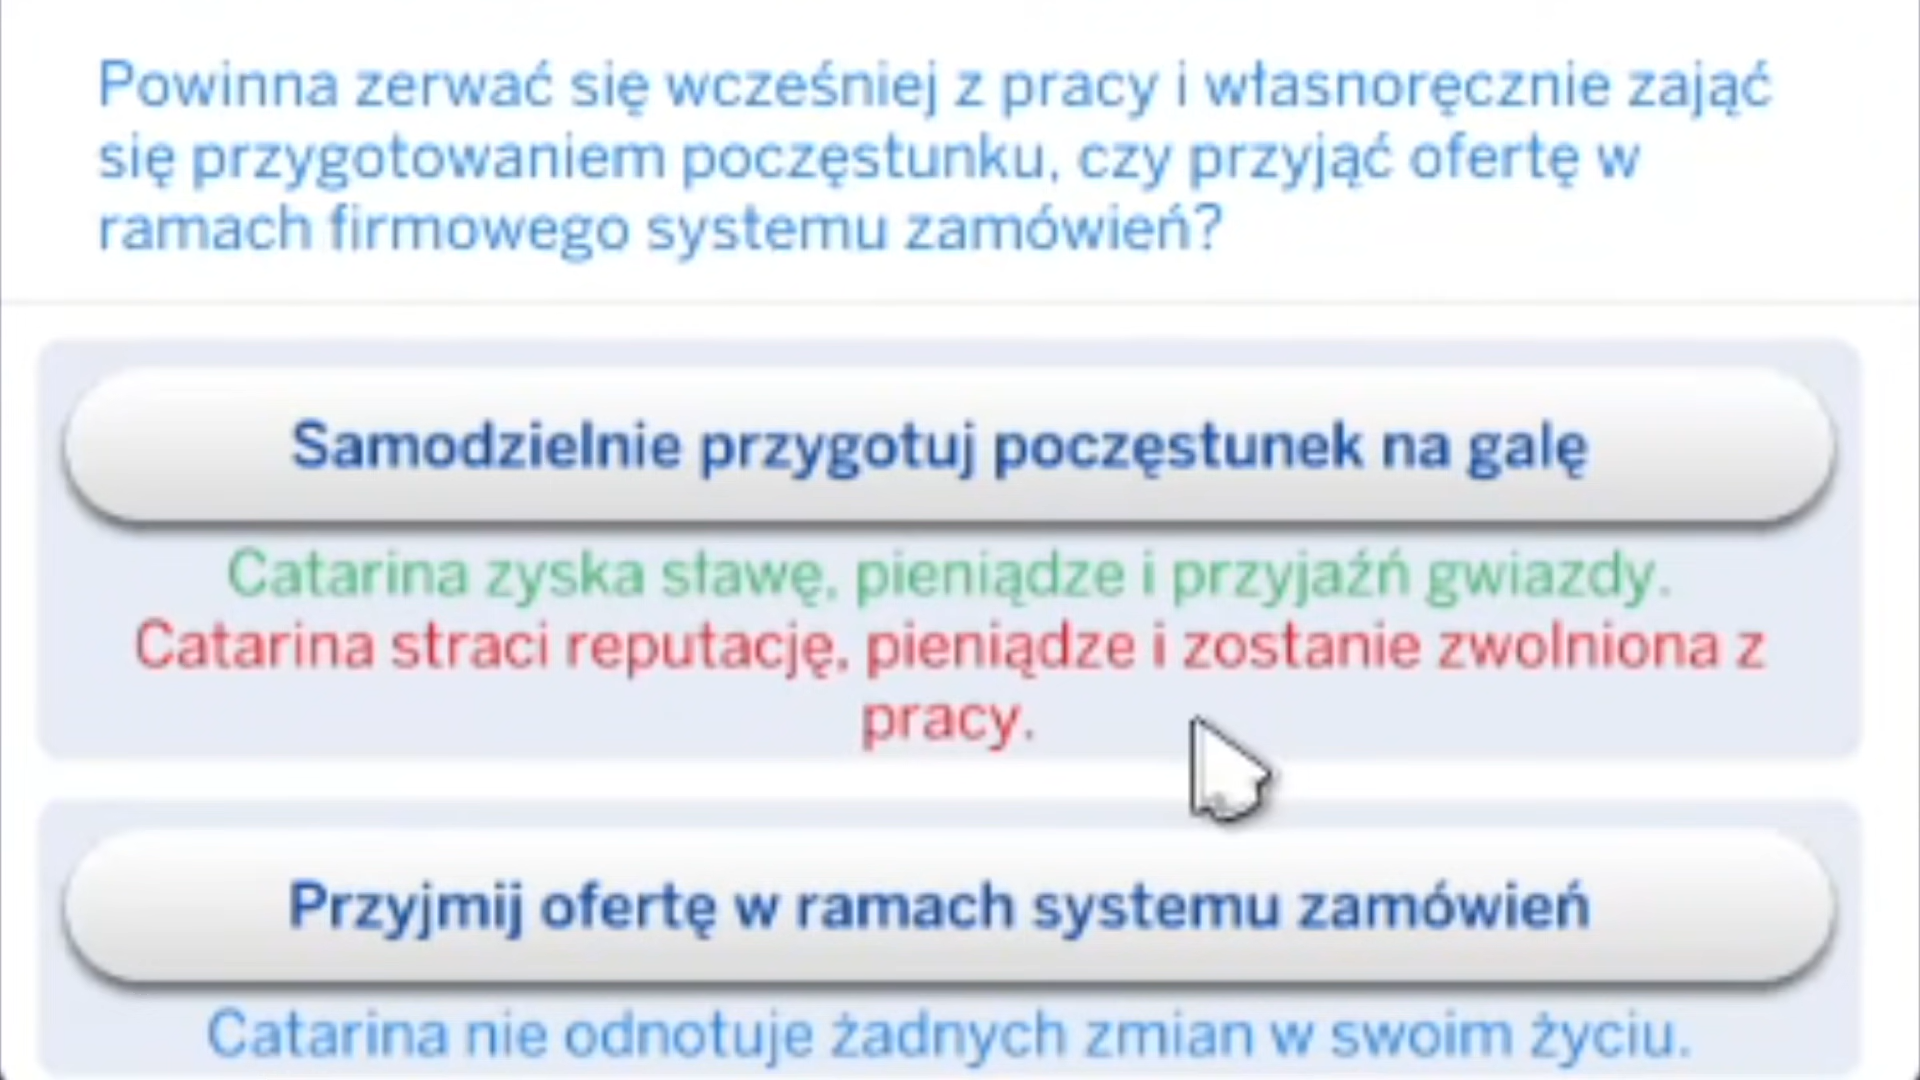 Powinna zerwać się wcześniej z pracy i własnoręcznie zająć
się przygotowaniem poczęstunku, czy przyjąć ofertę w
ramach firmowego systemu zamówień?
Samodzielnie przygotuj poczęstunek na galę
Catarina zyska sławę, pieniądze i przyjaźń gwiazdy.
Catarina straci reputację, pieniądze i zostanie zwolniona z
pracy.
Przyjmij ofertę w ramach systemu zamówień
Catarina nie odnotuje żadnych zmian w swoim życiu.